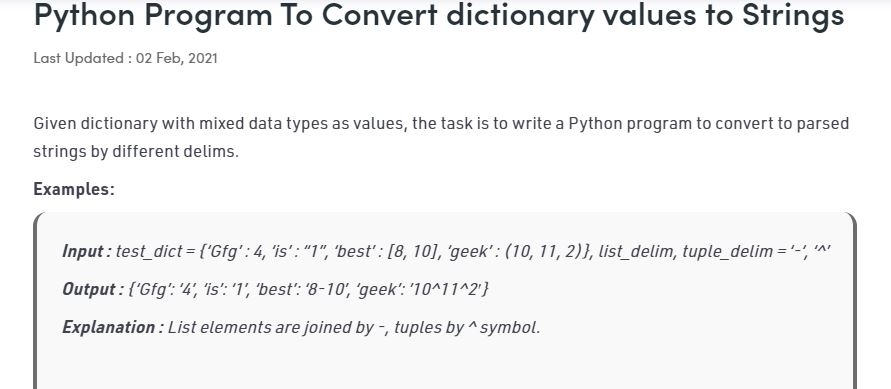 Python Program To Convert dictionary values to Strings
Last Updated : 02 Feb, 2021
Given dictionary with mixed data types as values, the task is to write a Python program to convert to parsed
strings by different delims.
Examples:
Input : test_dict = {‘Gfg’ : 4, ‘is’ : “1”, ‘best’ : [8, 10], ‘geek’ : (10, 11, 2)}, list_delim, tuple_delim = ‘-‘, ‘^’
Output : {‘Gfg’: ‘4’, ‘is’: ‘1’, ‘best’: ‘8-10’, ‘geek’: ’10^11^2′}
Explanation : List elements are joined by -, tuples by ^ symbol.